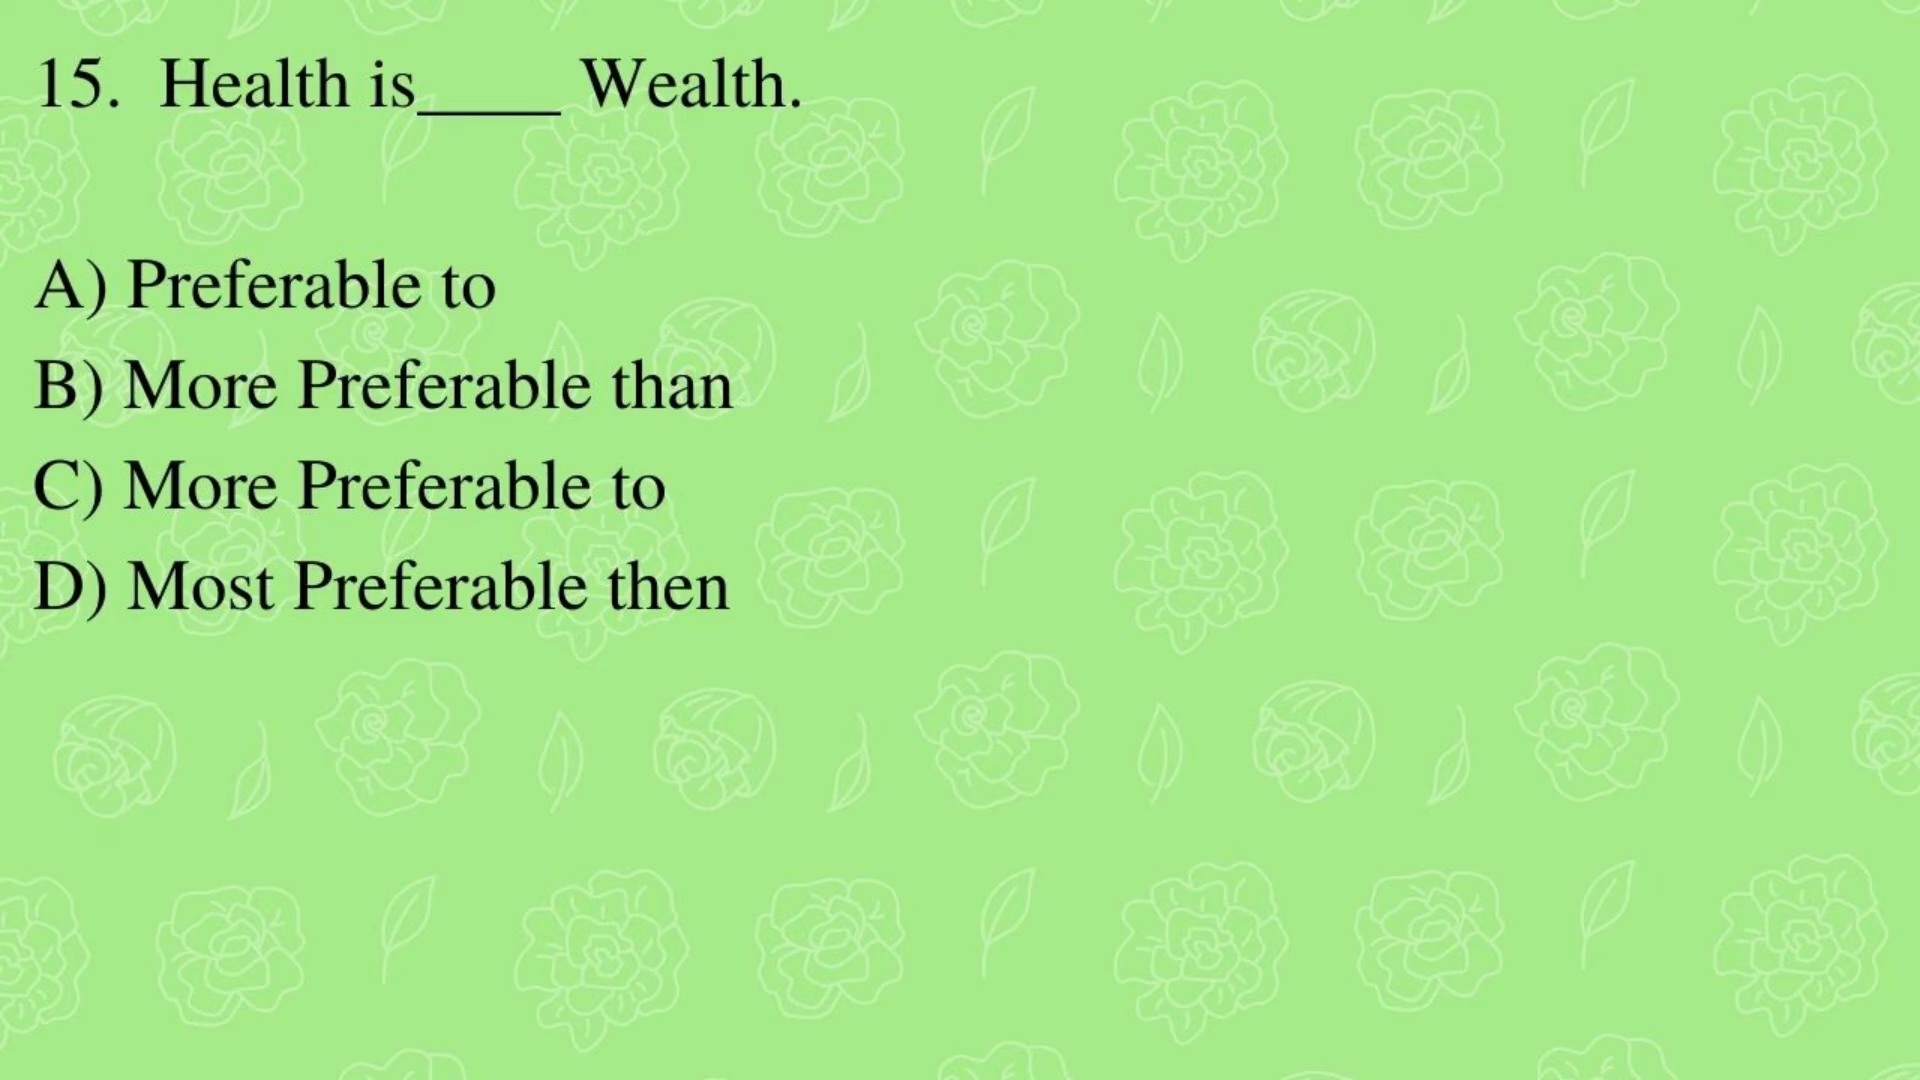 15. Health is____ Wealth.
A) Preferable to
B) More Preferable than
C) More Preferable to
D) Most Preferable then